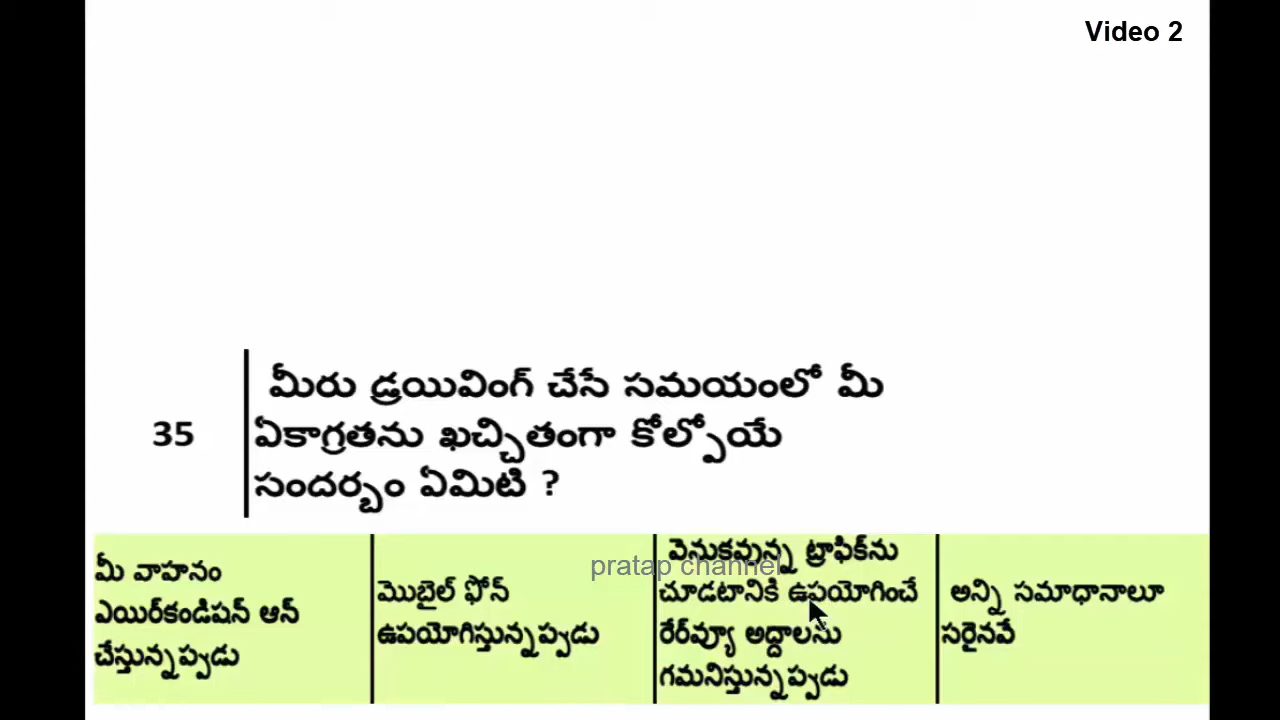 Video 2
మీరు డ్రయివింగ్ చేసే సమయంలో మీ
35
ఏకాగ్రతను ఖచ్చితంగా కోల్పోయే
సందర్భం ఏమిటి ?
మీ వాహనం
ఎయిర్‌కండిషన్ ఆన్
చేస్తున్నప్పుడు
మొబైల్ ఫోన్
ఉపయోగిస్తున్నప్పుడు
వెనుకవున్న ట్రాఫిక్‌ను
చూడటానికి ఉపయోగించే
రేర్‌వ్యూ అద్దాలను
గమనిస్తున్నప్పుడు
అన్ని సమాధానాలూ
సరైనవే
pratap channel